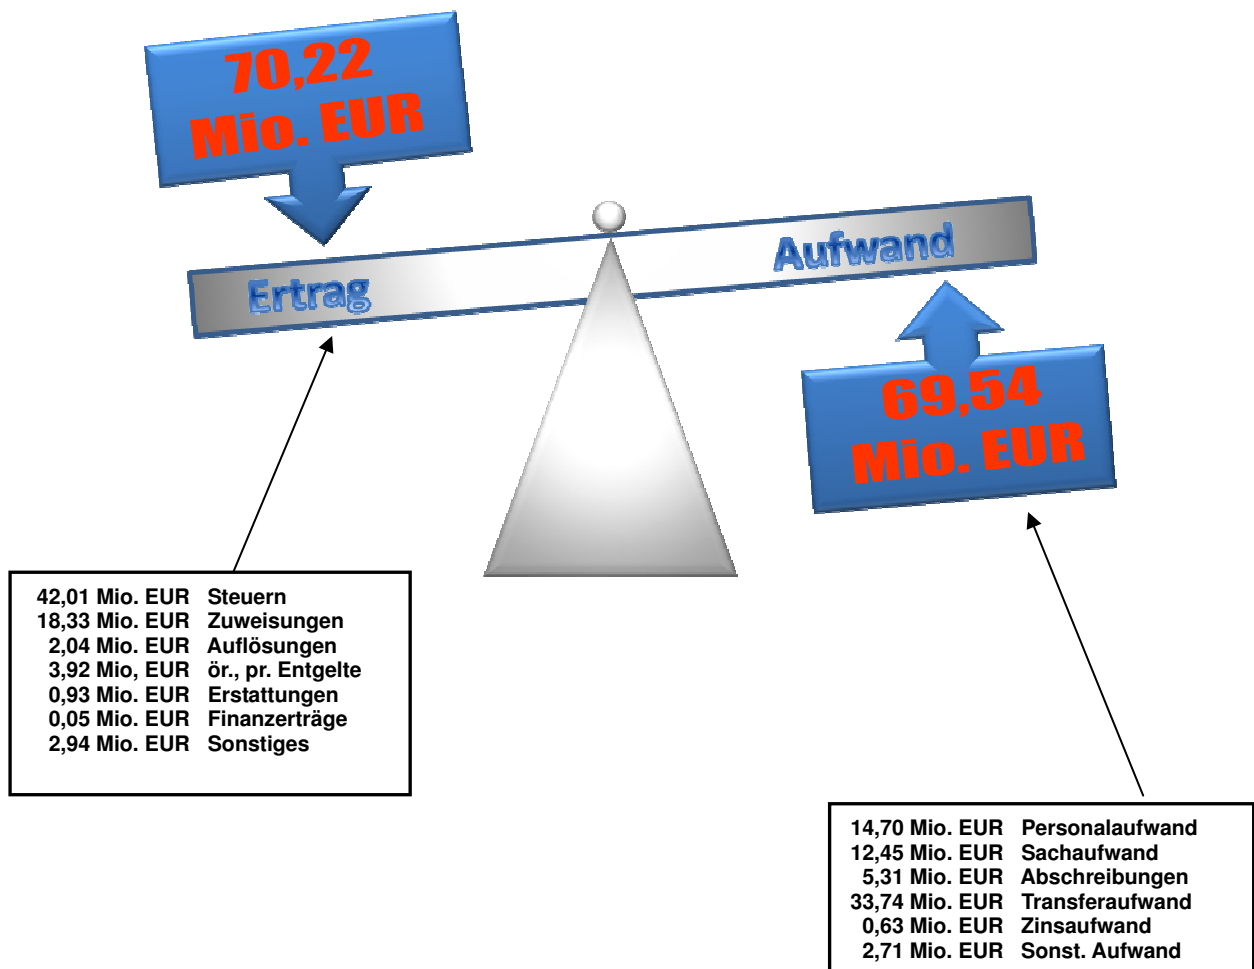 70,22
Mio. EUR
Ertrag
Aufwand
69,54
Mio. EUR
42,01 Mio. EUR Steuern
18,33 Mio. EUR Zuweisungen
2,04 Mio. EUR Auflösungen
3,92 Mio, EUR ör., pr. Entgelte
0,93 Mio. EUR Erstattungen
0,05 Mio. EUR Finanzerträge
2,94 Mio. EUR Sonstiges
14,70 Mio. EUR Personalaufwand
12,45 Mio. EUR Sachaufwand
5,31 Mio. EUR Abschreibungen
33,74 Mio. EUR Transferaufwand
0,63 Mio. EUR Zinsaufwand
2,71 Mio. EUR Sonst. Aufwand